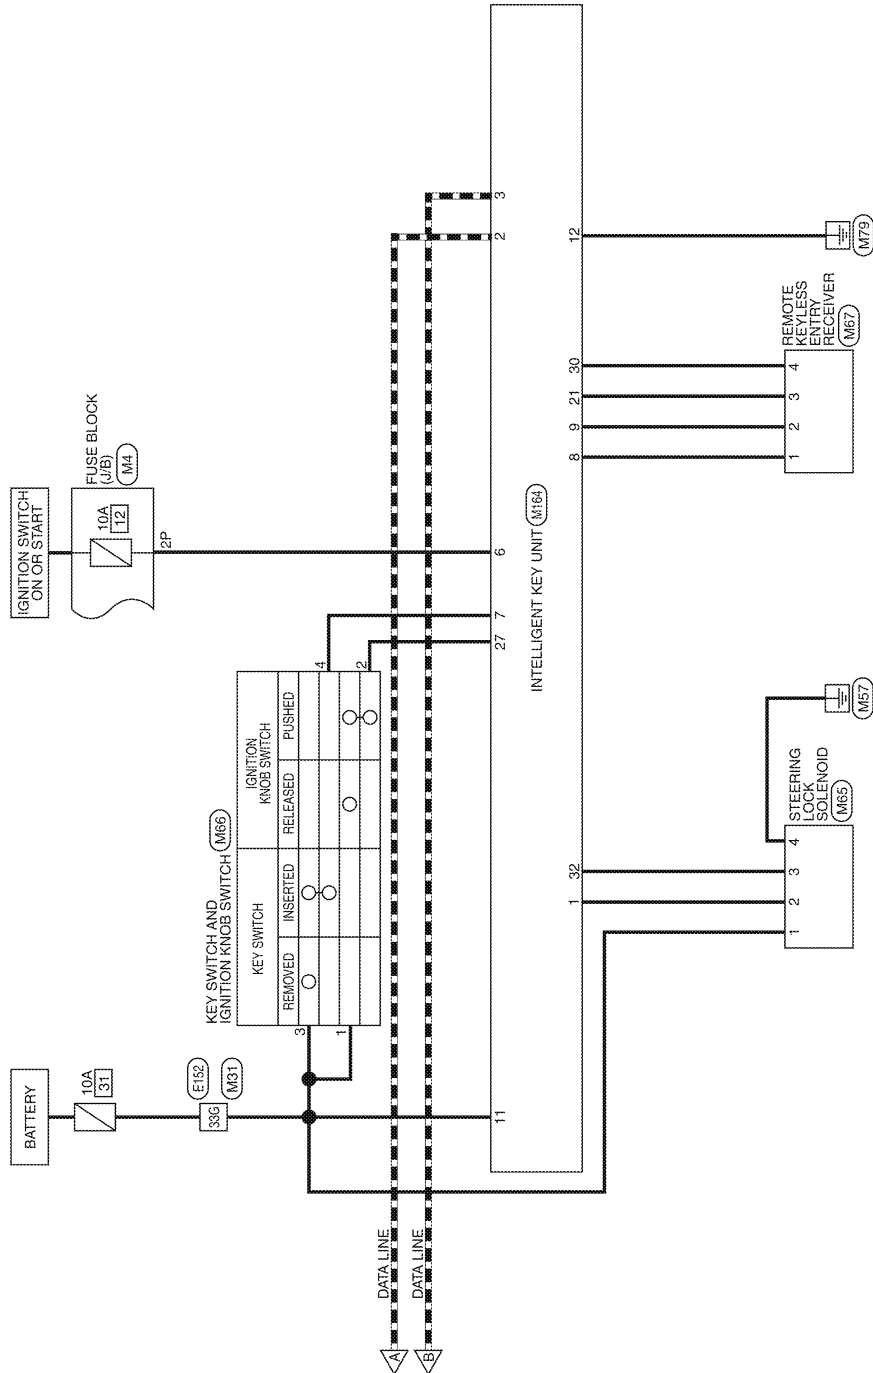 BATTERY
10A
31
33G
E152
M31
IGNITION SWITCH
ON OR START
10A
12
FUSE BLOCK
(J/B)
M4
2P
KEY SWITCH AND
IGNITION KNOB SWITCH
M66
KEY SWITCH
IGNITION
KNOB SWITCH
REMOVED
INSERTED
RELEASED
PUSHED
3
1
4
2
DATA LINE
A
DATA LINE
B
11
27
7
6
2
3
INTELLIGENT KEY UNIT
M164
1
32
8
9
21
30
12
1
2
3
4
STEERING
LOCK
SOLENOID
M65
M57
1
2
3
4
REMOTE
KEYLESS
ENTRY
RECEIVER
M67
M79